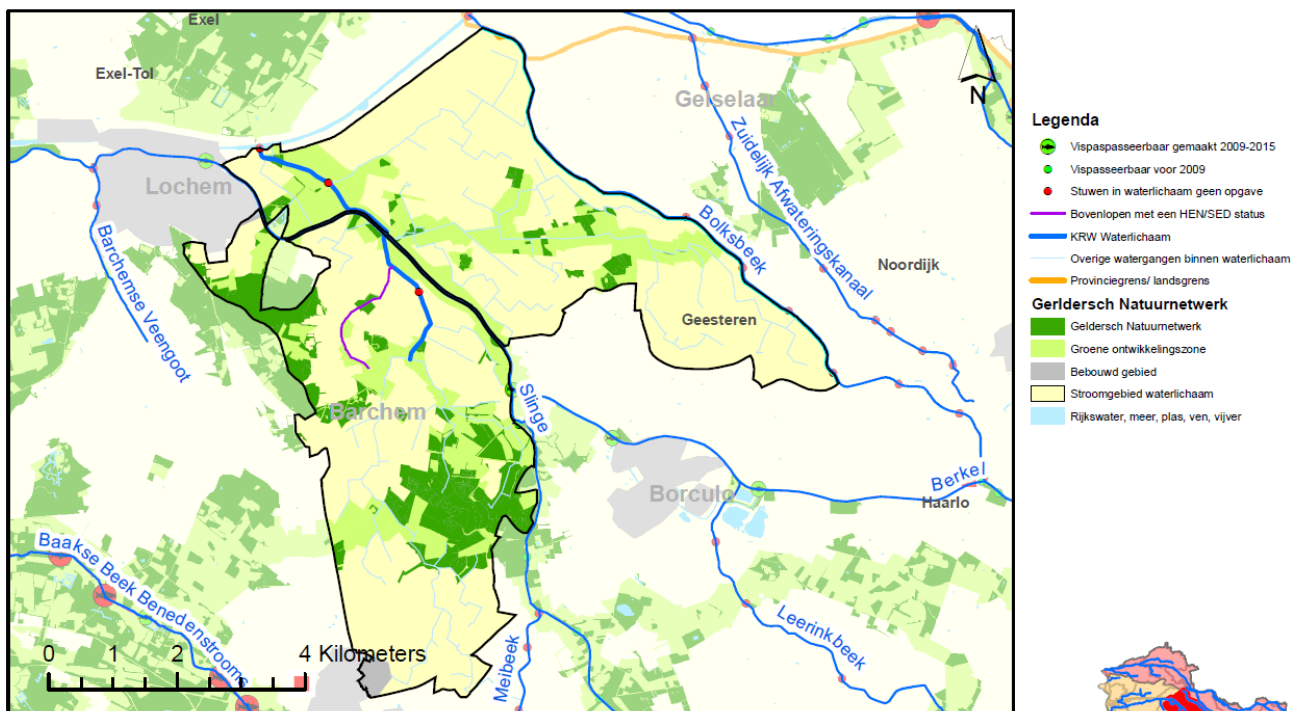 Exel
Exel-Tol
Gelselaar
N
Zuidelijk Afwateringskanaal
Lochem
Bolksbeek
Noordijk
Barchemse Veengoot
Geesteren
Slinge
Barchem
Berkel
Borculo
Haarlo
Baakse Beek Benedenstrooms
Leerinkbeek
Meibeek
0 1 2 4 Kilometers
Legenda
Vispaspasseerbaar gemaakt 2009-2015
Vispasseerbaar voor 2009
Stuwen in waterlichaam geen opgave
Bovenlopen met een HEN/SED status
KRW Waterlichaam
Overige watergangen binnen waterlichaam
Provinciegrens/ landsgrens
Gerldersch Natuurnetwerk
Geldersch Natuurnetwerk
Groene ontwikkelingszone
Bebouwd gebied
Stroomgebied waterlichaam
Rijkswater, meer, plas, ven, vijver